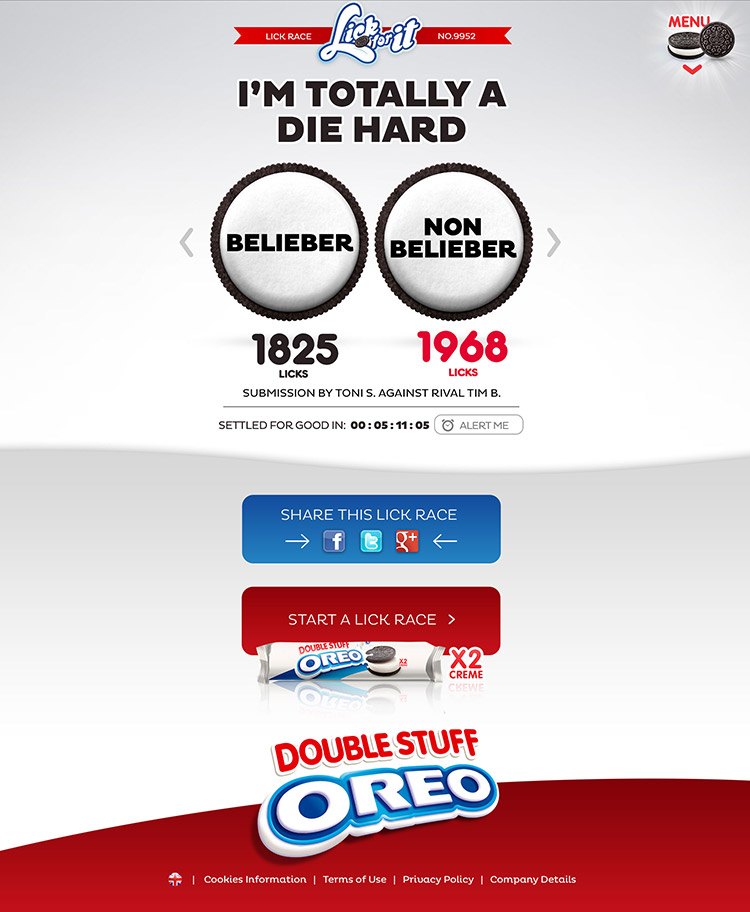 LICK RACE
Lick for it
NO.9952
MENU
I'M TOTALLY A
DIE HARD
BELIEBER
NON
BELIEBER
1825
LICKS
1968
LICKS
SUBMISSION BY TONI S. AGAINST RIVAL TIM B.
SETTLED FOR GOOD IN: 00 : 05 : 11 : 05
ALERT ME
SHARE THIS LICK RACE
f
t
g+
START A LICK RACE >
DOUBLE STUFF
OREO
X2
X2
CREME
DOUBLE STUFF
OREO
| Cookies Information | Terms of Use | Privacy Policy | Company Details